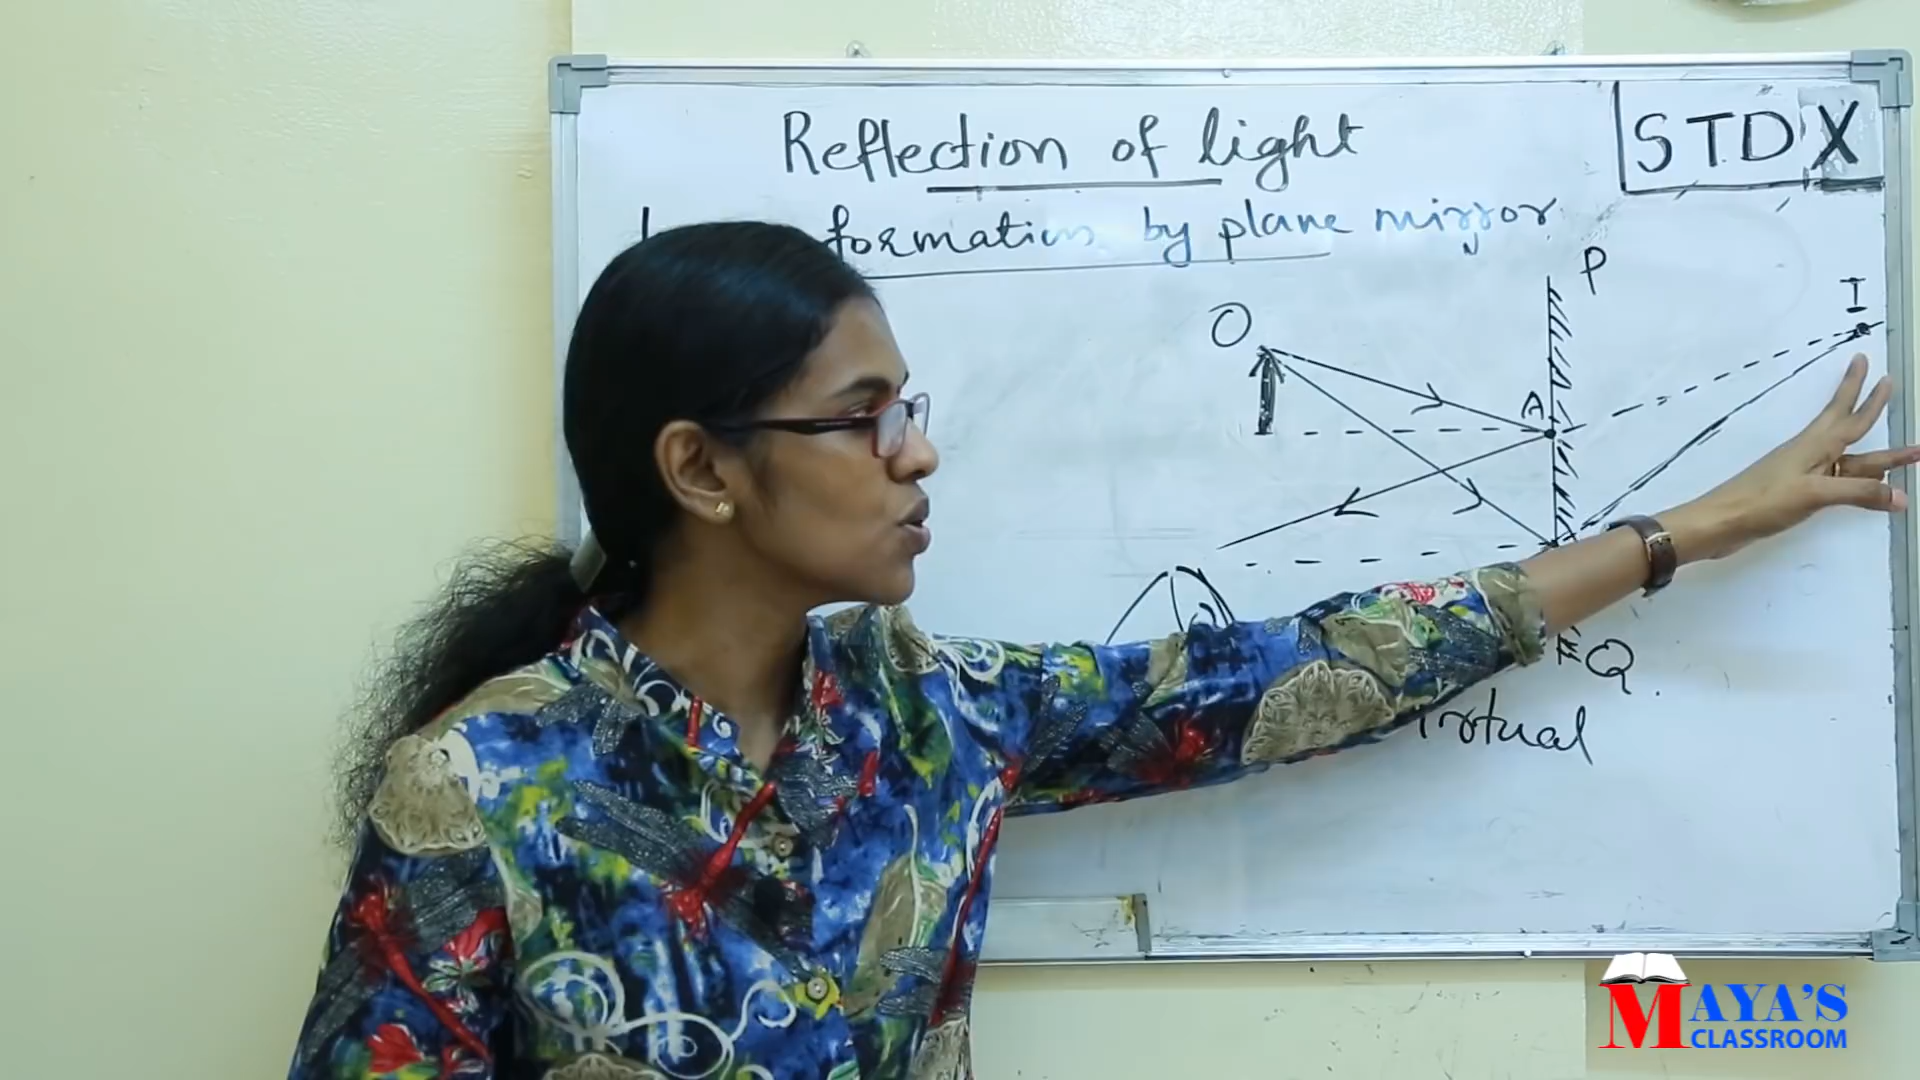 Reflection of light
STD X
formation by plane mirror
P
I
O
A
Q
MAYA'S
CLASSROOM